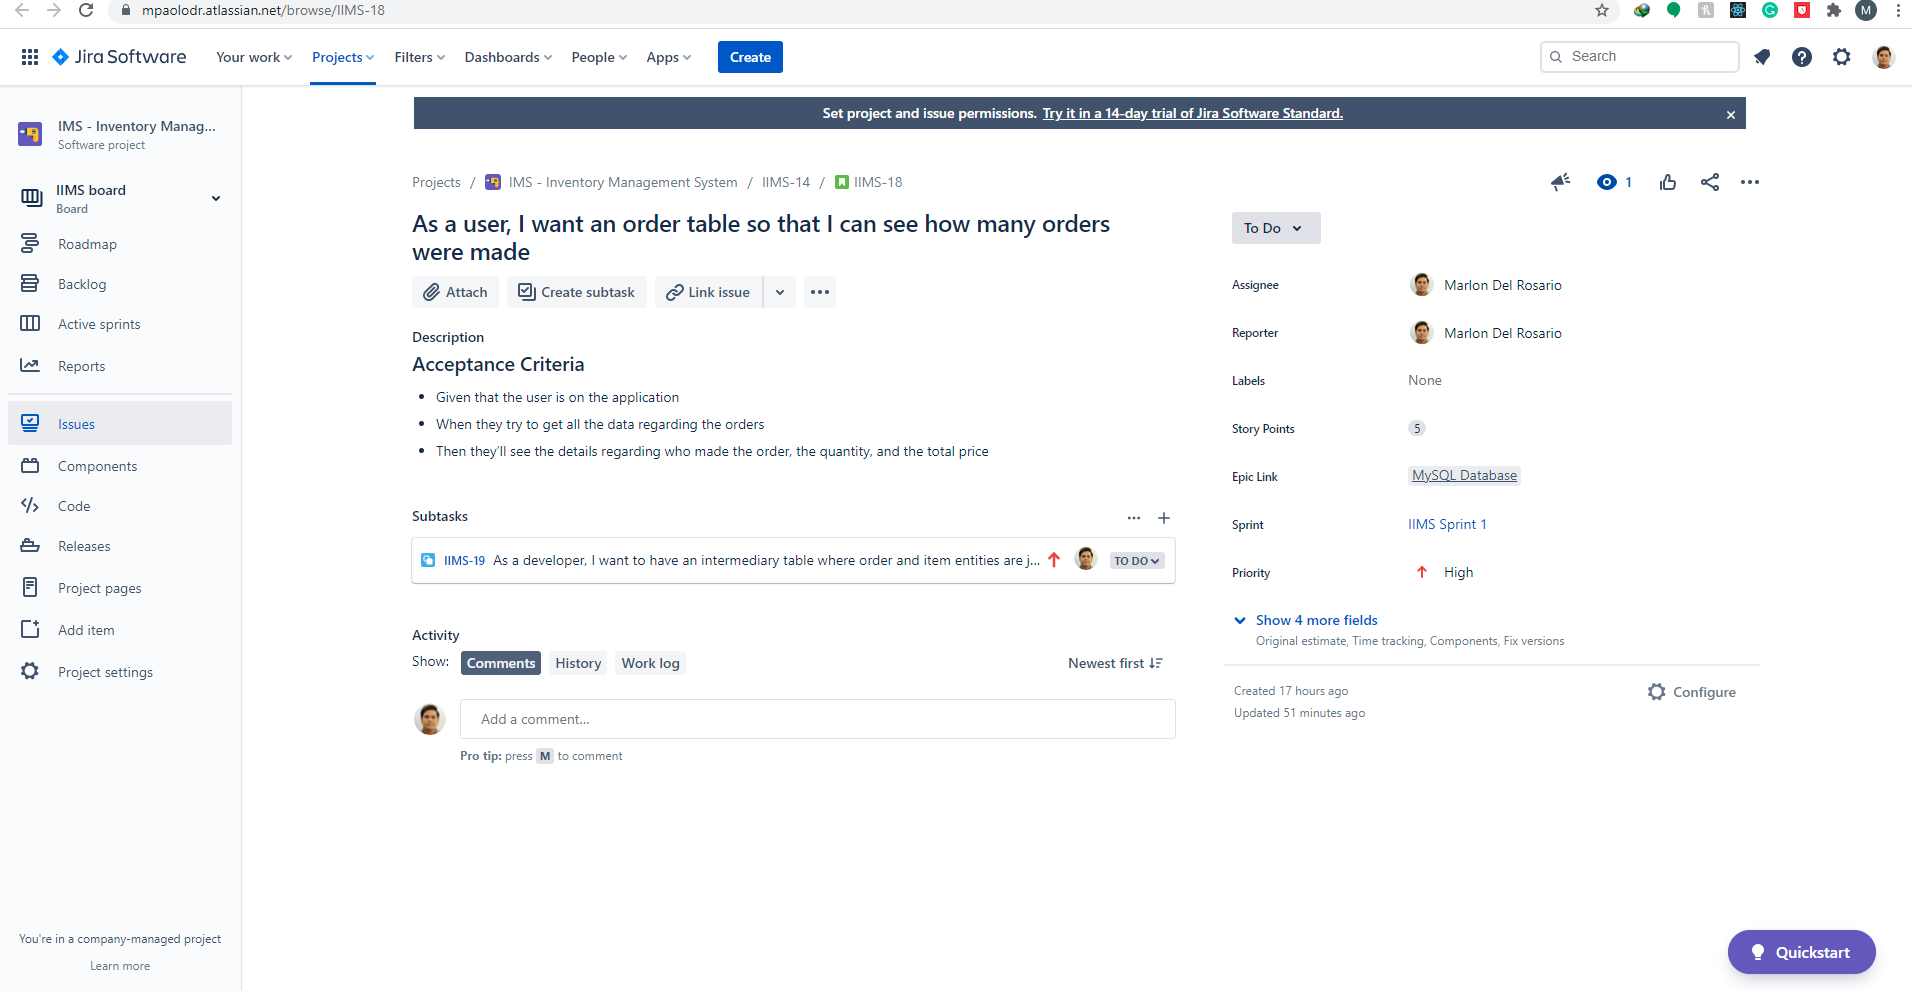 mpaolodr.atlassian.net/browse/IIMS-18
M
Jira Software
Your work
Projects
Filters
Dashboards
People
Apps
Create
Search
Set project and issue permissions. Try it in a 14-day trial of Jira Software Standard.
IMS - Inventory Manag...
Software project
IIMS board
Board
Roadmap
Backlog
Active sprints
Reports
Issues
Components
Code
Releases
Project pages
Add item
Project settings
You're in a company-managed project
Learn more
Projects / IMS - Inventory Management System / IIMS-14 / IIMS-18
1
As a user, I want an order table so that I can see how many orders
were made
Attach
Create subtask
Link issue
Description
Acceptance Criteria
• Given that the user is on the application
• When they try to get all the data regarding the orders
• Then they'll see the details regarding who made the order, the quantity, and the total price
Subtasks
IIMS-19 As a developer, I want to have an intermediary table where order and item entities are j...
TO DO
Activity
Show:
Comments
History
Work log
Newest first
Add a comment...
Pro tip: press M to comment
To Do
Assignee
Marlon Del Rosario
Reporter
Marlon Del Rosario
Labels
None
Story Points
5
Epic Link
MySQL Database
Sprint
IIMS Sprint 1
Priority
High
Show 4 more fields
Original estimate, Time tracking, Components, Fix versions
Created 17 hours ago
Updated 51 minutes ago
Configure
Quickstart